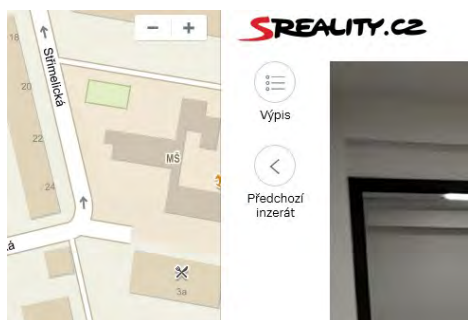 18
Střimelická
20
22
24
MŠ
á
3a
− +
SREALITY.CZ
Výpis
Předchozí
inzerát